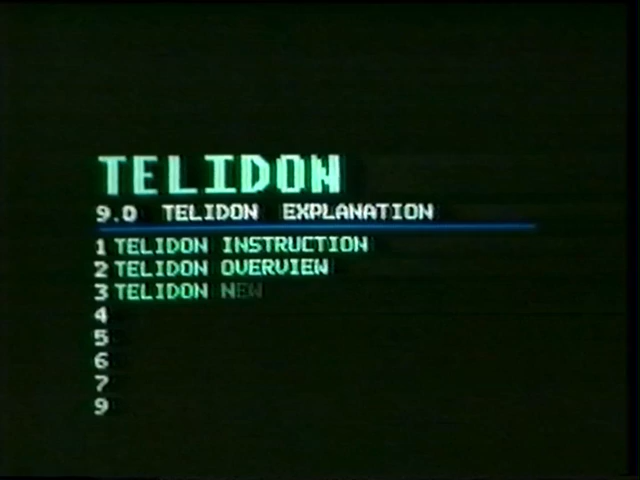 TELIDON
9.0 TELIDON EXPLANATION
1 TELIDON INSTRUCTION
2 TELIDON OVERVIEW
3 TELIDON NEW
4
5
6
7
9